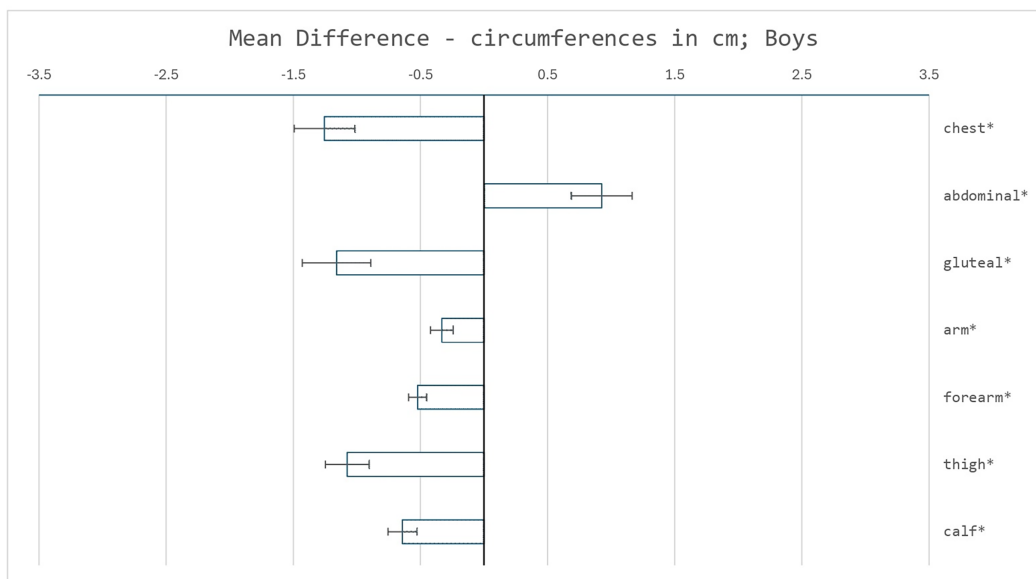 Mean Difference - circumferences in cm; Boys
-3.5 -2.5 -1.5 -0.5 0.5 1.5 2.5 3.5
chest*
abdominal*
gluteal*
arm*
forearm*
thigh*
calf*